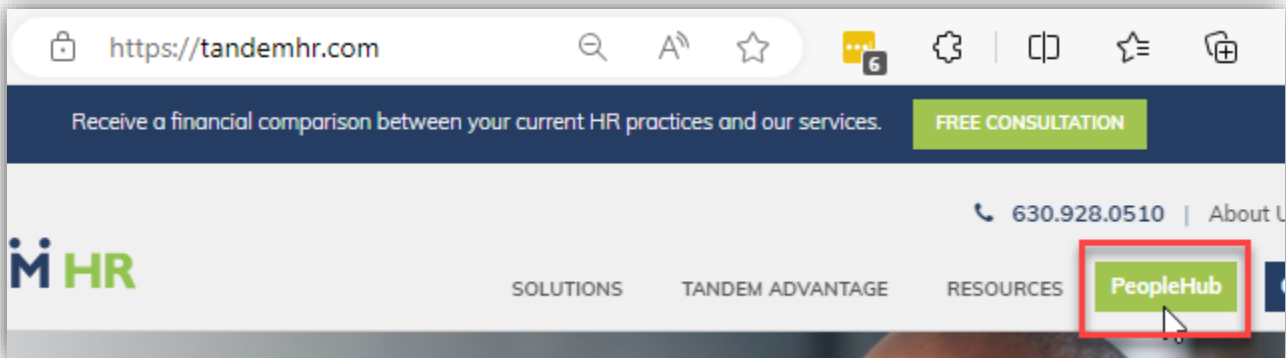 https://tandemhr.com
6
Receive a financial comparison between your current HR practices and our services. FREE CONSULTATION
630.928.0510 | About
M HR
SOLUTIONS TANDEM ADVANTAGE RESOURCES PeopleHub